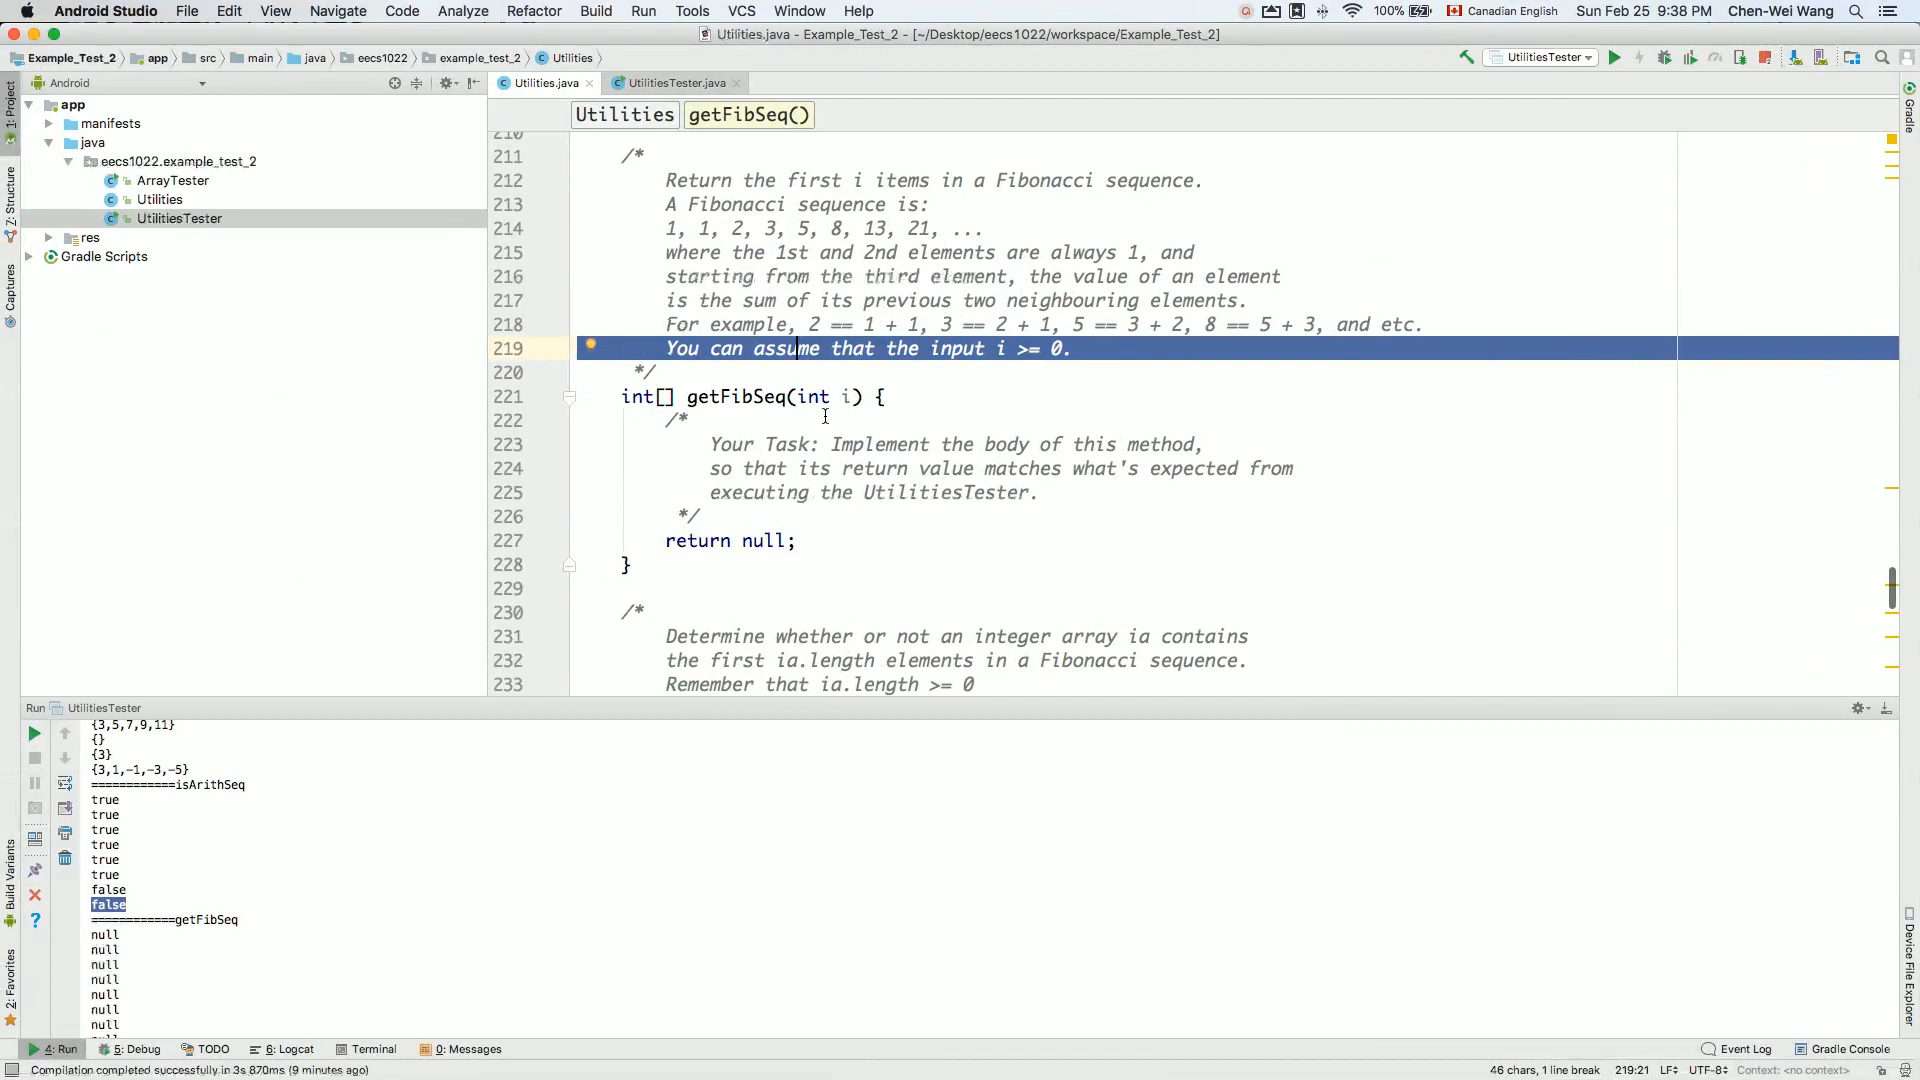 Android Studio File Edit View Navigate Code Analyze Refactor Build Run Tools VCS Window Help 100% Canadian English Sun Feb 25 9:38 PM Chen-Wei Wang
Utilities.java - Example_Test_2 - [~/Desktop/eecs1022/workspace/Example_Test_2]
Example_Test_2 app src main java eecs1022 example_test_2 Utilities UtilitiesTester
Android
Utilities.java UtilitiesTester.java
Utilities getFibSeq()
1: Project
Z: Structure
Captures
Build Variants
2: Favorites
Gradle
Device File Explorer
app
manifests
java
eecs1022.example_test_2
ArrayTester
Utilities
UtilitiesTester
res
Gradle Scripts
210
211 /*
212 Return the first i items in a Fibonacci sequence.
213 A Fibonacci sequence is:
214 1, 1, 2, 3, 5, 8, 13, 21, ...
215 where the 1st and 2nd elements are always 1, and
216 starting from the third element, the value of an element
217 is the sum of its previous two neighbouring elements.
218 For example, 2 == 1 + 1, 3 == 2 + 1, 5 == 3 + 2, 8 == 5 + 3, and etc.
219 You can assume that the input i >= 0.
220 */
221 int[] getFibSeq(int i) {
222 /*
223 Your Task: Implement the body of this method,
224 so that its return value matches what's expected from
225 executing the UtilitiesTester.
226 */
227 return null;
228 }
229
230 /*
231 Determine whether or not an integer array ia contains
232 the first ia.length elements in a Fibonacci sequence.
233 Remember that ia.length >= 0
Run UtilitiesTester
{3,5,7,9,11}
{}
{3}
{3,1,-1,-3,-5}
============isArithSeq
true
true
true
true
true
true
false
false
============getFibSeq
null
null
null
null
null
null
null
4: Run 5: Debug TODO 6: Logcat Terminal 0: Messages Event Log Gradle Console
Compilation completed successfully in 3s 870ms (9 minutes ago) 46 chars, 1 line break 219:21 LF UTF-8 Context: <no context>